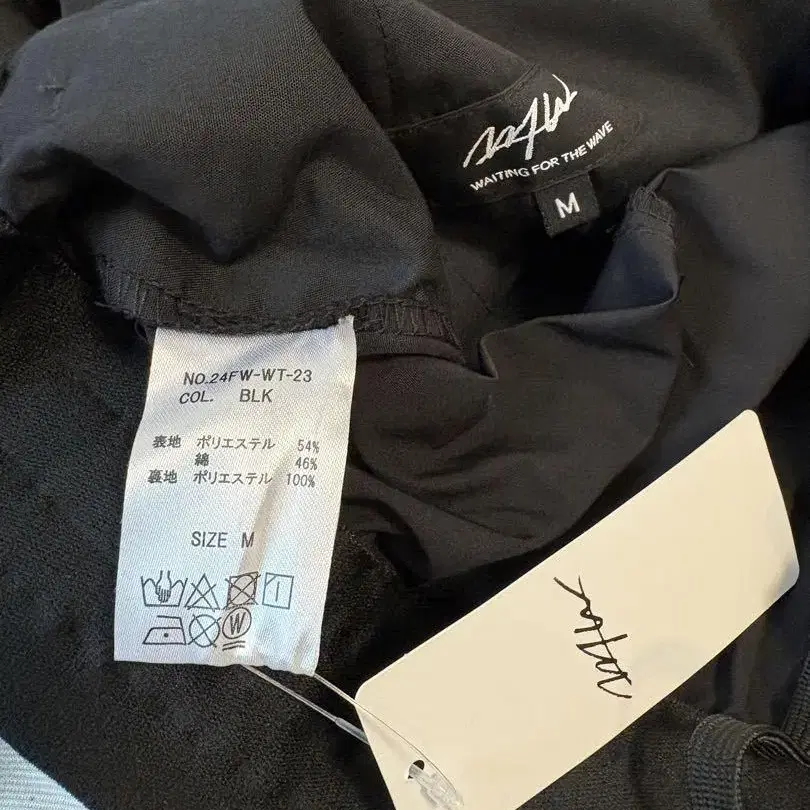 WAITING FOR THE WAVE
M
NO.24FW-WT-23
COL. BLK
表地 ポリエステル 54%
綿 46%
裏地 ポリエステル 100%
SIZE M
W